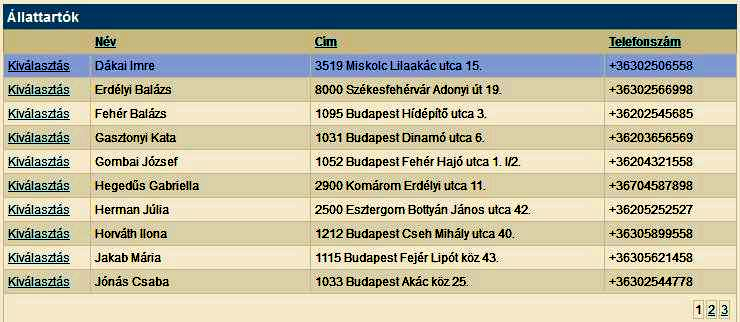 Állattartók
Név Cím Telefonszám
Kiválasztás Dákai Imre 3519 Miskolc Lilaakác utca 15. +36302506558
Kiválasztás Erdélyi Balázs 8000 Székesfehérvár Adonyi út 19. +36302566998
Kiválasztás Fehér Balázs 1095 Budapest Hídépítő utca 3. +36202545685
Kiválasztás Gasztonyi Kata 1031 Budapest Dinamó utca 6. +36203656569
Kiválasztás Gombai József 1052 Budapest Fehér Hajó utca 1. I/2. +36204321558
Kiválasztás Hegedűs Gabriella 2900 Komárom Erdélyi utca 11. +36704587898
Kiválasztás Herman Júlia 2500 Esztergom Bottyán János utca 42. +36205252527
Kiválasztás Horváth Ilona 1212 Budapest Cseh Mihály utca 40. +36305899558
Kiválasztás Jakab Mária 1115 Budapest Fejér Lipót köz 43. +36305621458
Kiválasztás Jónás Csaba 1033 Budapest Akác köz 25. +36302544778
1 2 3